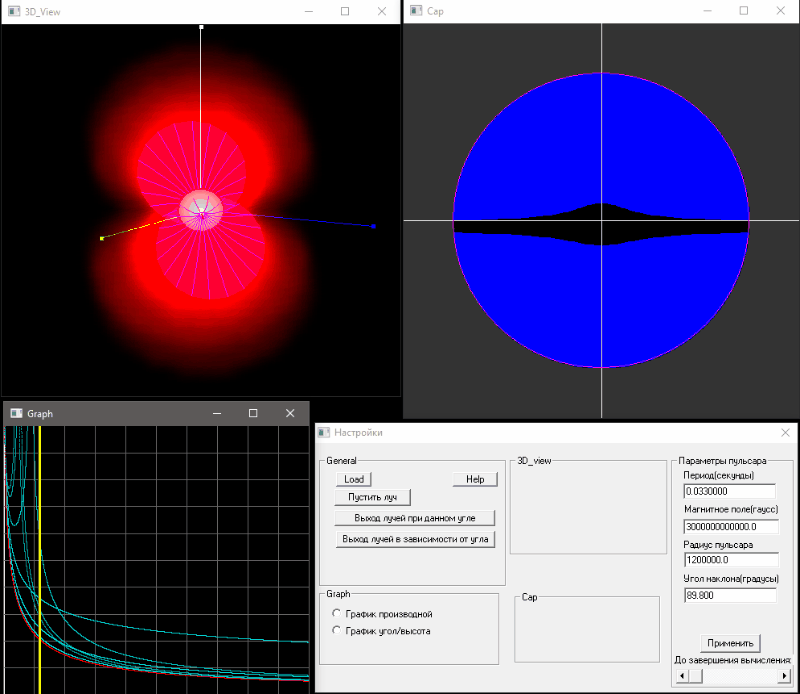 3D_View
Cap
Graph
Настройки
General
Load
Help
Пустить луч
Выход лучей при данном угле
Выход лучей в зависимости от угла
Graph
График производной
График угол/высота
3D_view
Cap
Параметры пульсара
Период(секунды)
0.0330000
Магнитное поле(гаусс)
3000000000000.0
Радиус пульсара
1200000.0
Угол наклона(градусы)
89.800
Применить
До завершения вычисления: